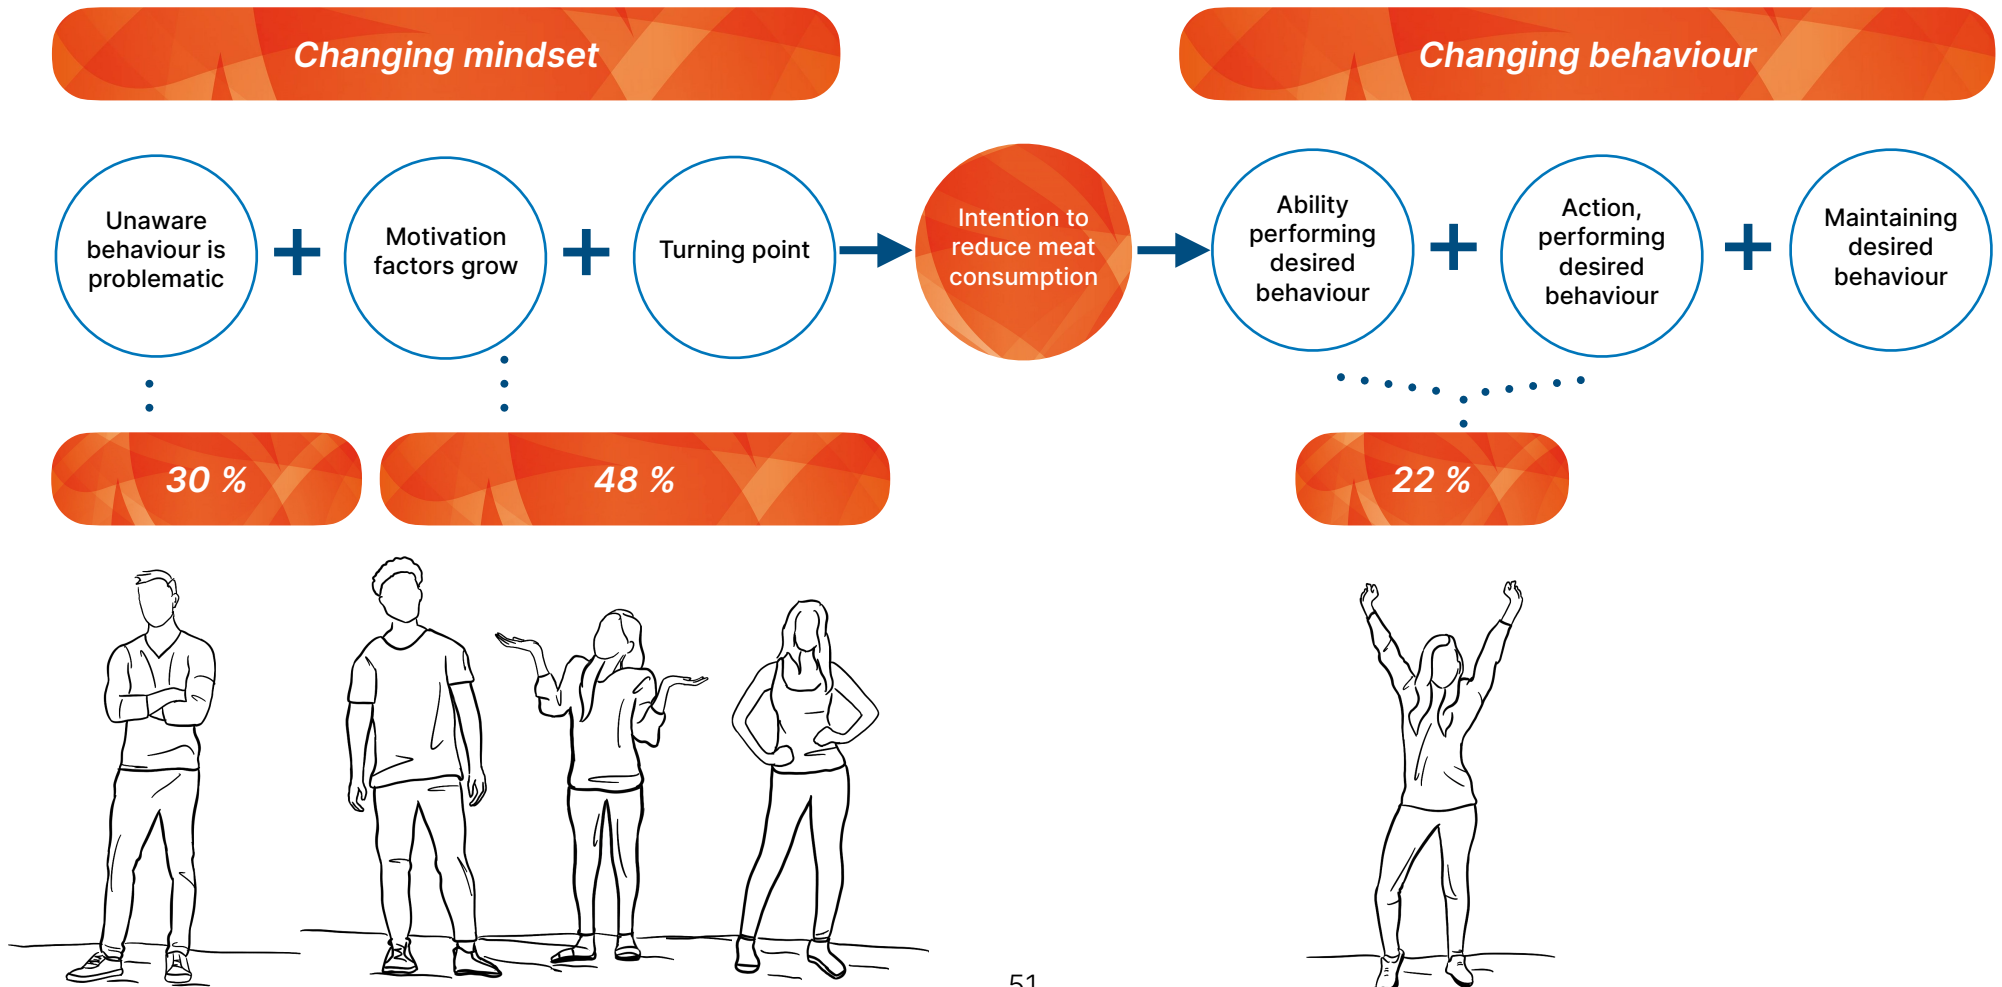 Changing mindset
Changing behaviour
Unaware
behaviour is
problematic
Motivation
factors grow
Turning point
Intention to
reduce meat
consumption
Ability
performing
desired
behaviour
Action,
performing
desired
behaviour
Maintaining
desired
behaviour
30 %
48 %
22 %
51